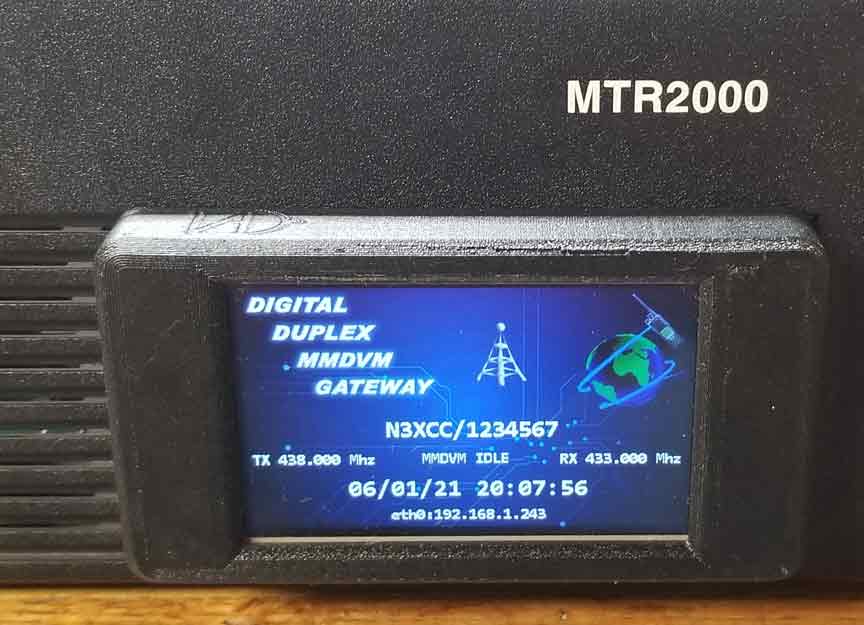 MTR2000
DIGITAL
DUPLEX
MMDVM
GATEWAY
N3XCC/1234567
TX 438.000 Mhz MMDVM IDLE RX 433.000 Mhz
06/01/21 20:07:56
eth0:192.168.1.243